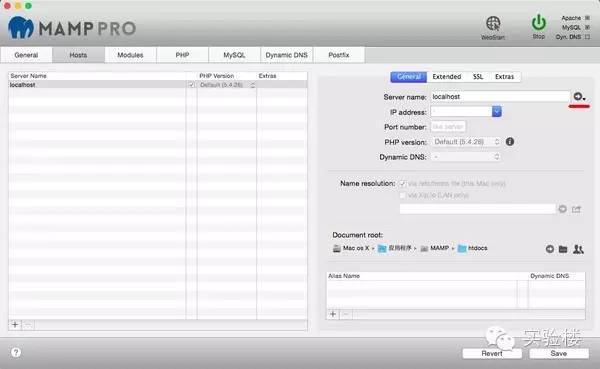 MAMP PRO
WebStart
Stop
Apache
MySQL
Dyn. DNS
General
Hosts
Modules
PHP
MySQL
Dynamic DNS
Postfix
Server Name
PHP Version
Extras
localhost
Default (5.4.26)
General
Extended
SSL
Extras
Server name:
localhost
IP address:
Port number:
like server
PHP version:
Default (5.4.26)
Dynamic DNS:
-
Name resolution:
via /etc/hosts file (this Mac only)
via Xip.io (LAN only)
Document root:
Mac os X ▸ 应用程序 ▸ MAMP ▸ htdocs
Alias Name
Dynamic DNS
+ −
+ −
实验楼
?
Revert
Save